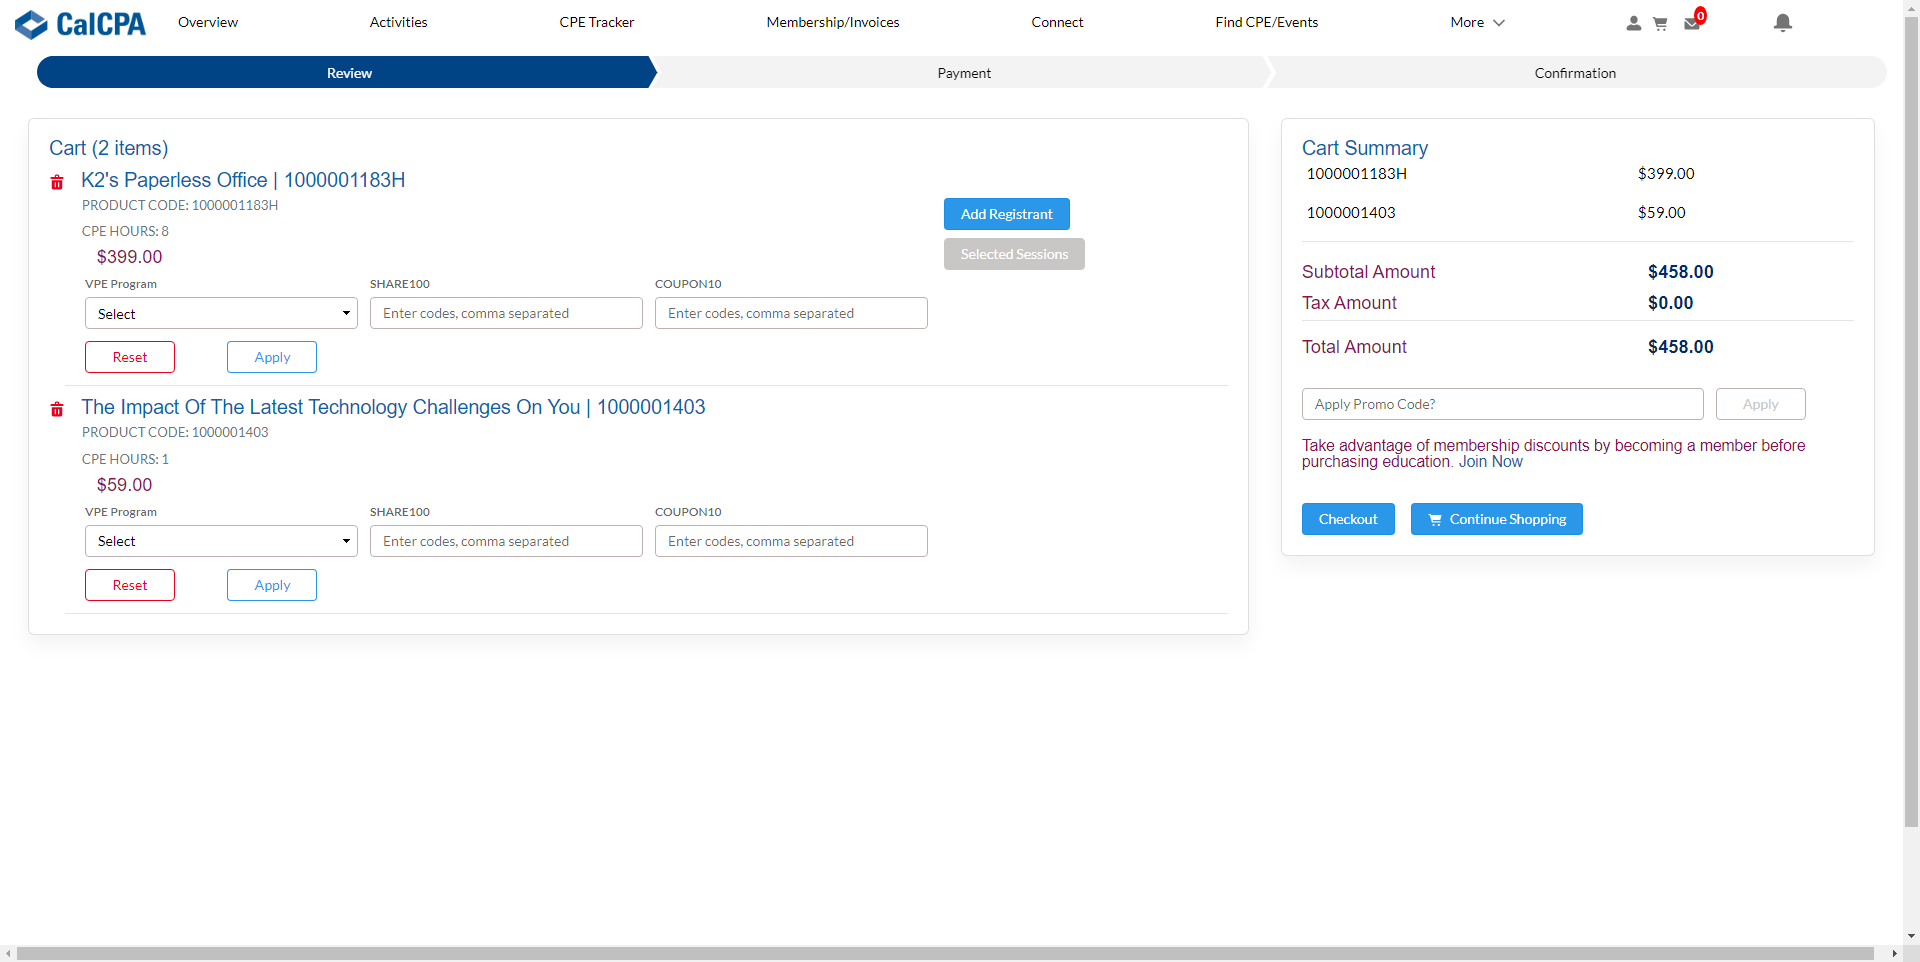 CalCPA
Overview
Activities
CPE Tracker
Membership/Invoices
Connect
Find CPE/Events
More
0
Review
Payment
Confirmation
Cart (2 items)
K2's Paperless Office | 1000001183H
PRODUCT CODE: 1000001183H
CPE HOURS: 8
$399.00
Add Registrant
Selected Sessions
VPE Program
SHARE100
COUPON10
Select
Enter codes, comma separated
Enter codes, comma separated
Reset
Apply
The Impact Of The Latest Technology Challenges On You | 1000001403
PRODUCT CODE: 1000001403
CPE HOURS: 1
$59.00
VPE Program
SHARE100
COUPON10
Select
Enter codes, comma separated
Enter codes, comma separated
Reset
Apply
Cart Summary
1000001183H $399.00
1000001403 $59.00
Subtotal Amount $458.00
Tax Amount $0.00
Total Amount $458.00
Apply Promo Code?
Apply
Take advantage of membership discounts by becoming a member before
purchasing education. Join Now
Checkout
Continue Shopping